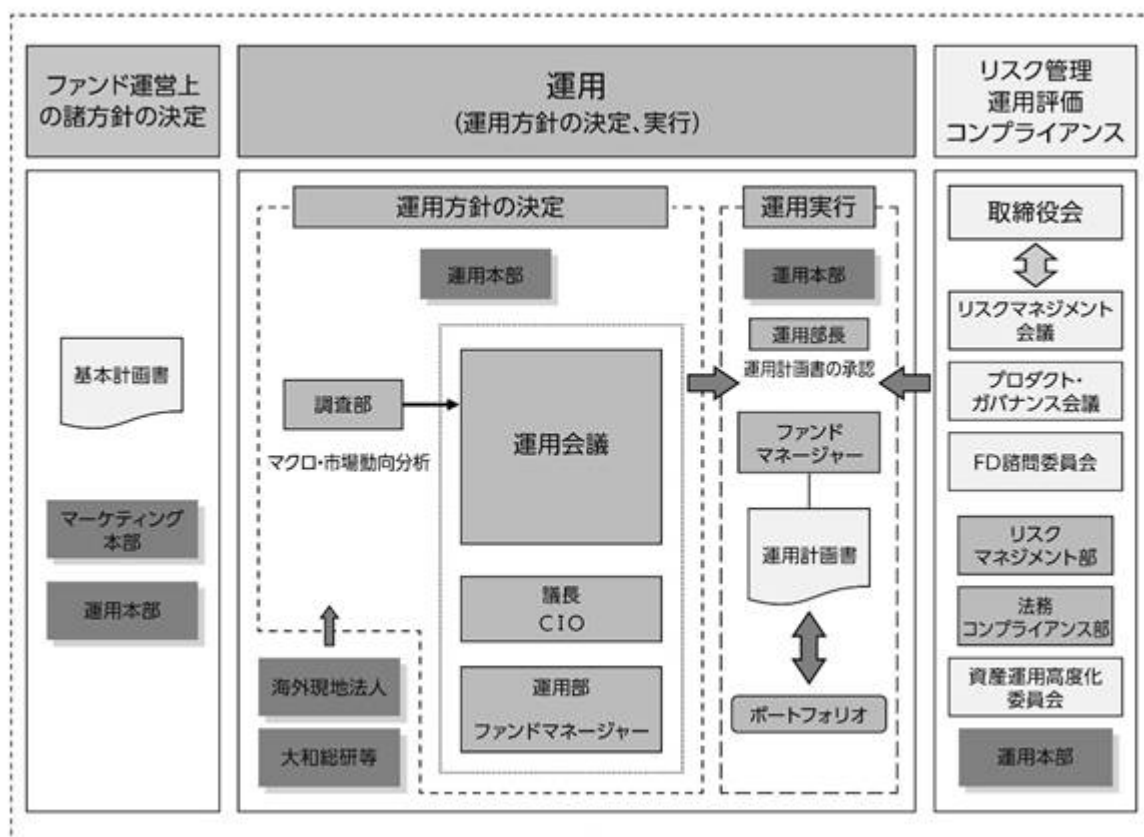 ファンド運営上
の諸方針の決定
運用
(運用方針の決定、実行)
リスク管理
運用評価
コンプライアンス
基本計画書
マーケティング
本部
運用本部
運用方針の決定
運用本部
調査部
マクロ・市場動向分析
運用会議
議長
CIO
運用部
ファンドマネージャー
海外現地法人
大和総研等
運用実行
運用本部
運用部長
運用計画書の承認
ファンド
マネージャー
運用計画書
ポートフォリオ
取締役会
リスクマネジメント
会議
プロダクト・
ガバナンス会議
FD諮問委員会
リスク
マネジメント部
法務
コンプライアンス部
資産運用高度化
委員会
運用本部